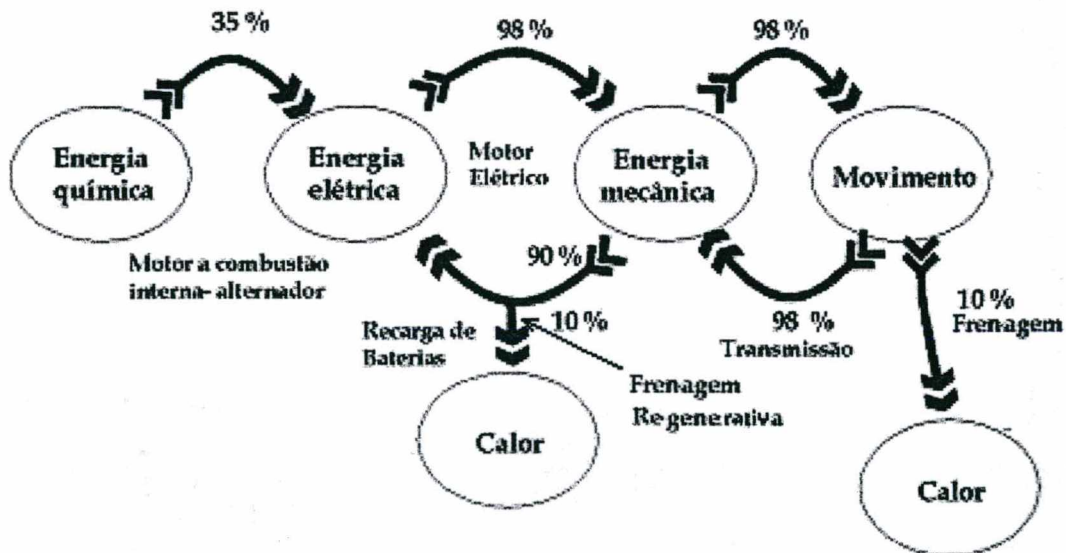 35 %
98 %
98 %
Energia
química
Energia
elétrica
Motor
Elétrico
Energia
mecânica
Movimento
Motor a combustão
interna- alternador
90 %
Recarga de
Baterias
10 %
98 %
Transmissão
10 %
Frenagem
Frenagem
Regenerativa
Calor
Calor